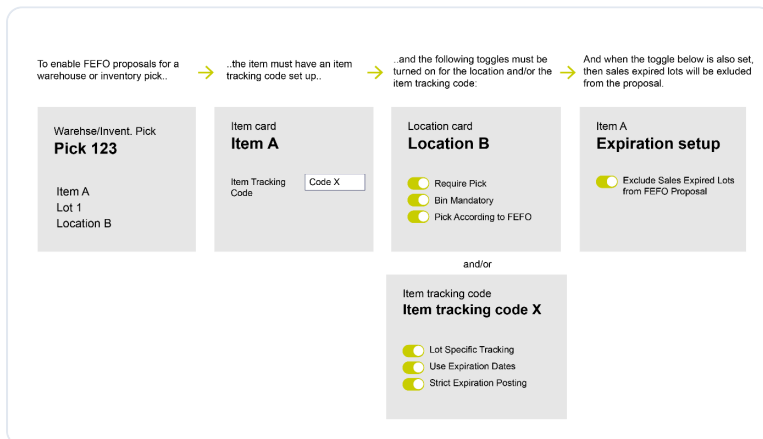 To enable FEFO proposals for a
warehouse or inventory pick..
..the item must have an item
tracking code set up..
..and the following toggles must be
turned on for the location and/or the
item tracking code:
And when the toggle below is also set,
then sales expired lots will be exluded
from the proposal.
Warehse/Invent. Pick
Pick 123
Item A
Lot 1
Location B
Item card
Item A
Item Tracking
Code
Code X
Location card
Location B
Require Pick
Bin Mandatory
Pick According to FEFO
Item A
Expiration setup
Exclude Sales Expired Lots
from FEFO Proposal
and/or
Item tracking code
Item tracking code X
Lot Specific Tracking
Use Expiration Dates
Strict Expiration Posting